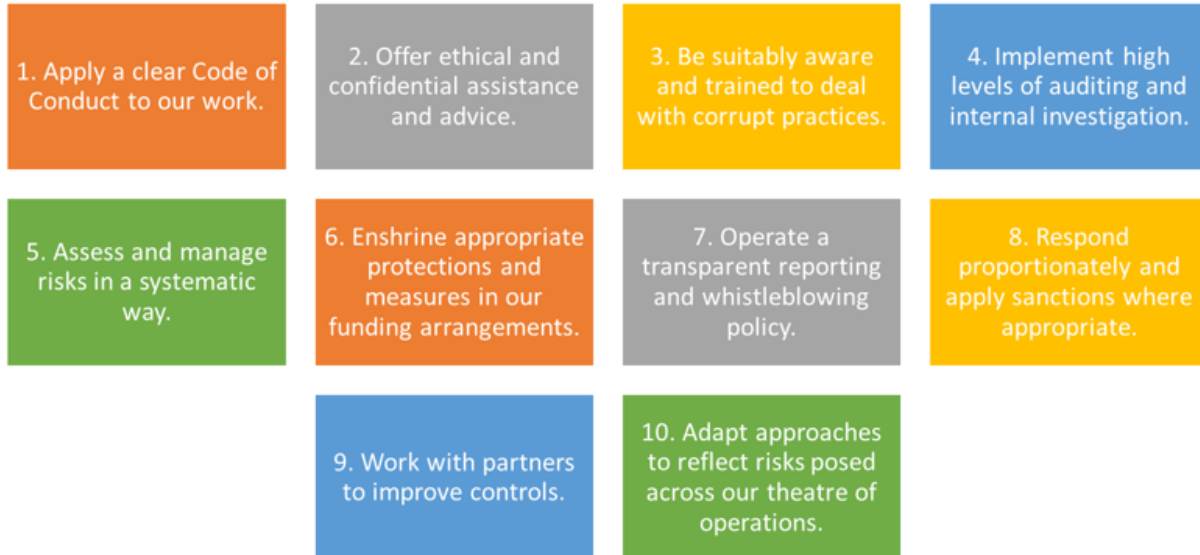 1. Apply a clear Code of
Conduct to our work.
2. Offer ethical and
confidential assistance
and advice.
3. Be suitably aware
and trained to deal
with corrupt practices.
4. Implement high
levels of auditing and
internal investigation.
5. Assess and manage
risks in a systematic
way.
6. Enshrine appropriate
protections and
measures in our
funding arrangements.
7. Operate a
transparent reporting
and whistleblowing
policy.
8. Respond
proportionately and
apply sanctions where
appropriate.
9. Work with partners
to improve controls.
10. Adapt approaches
to reflect risks posed
across our theatre of
operations.